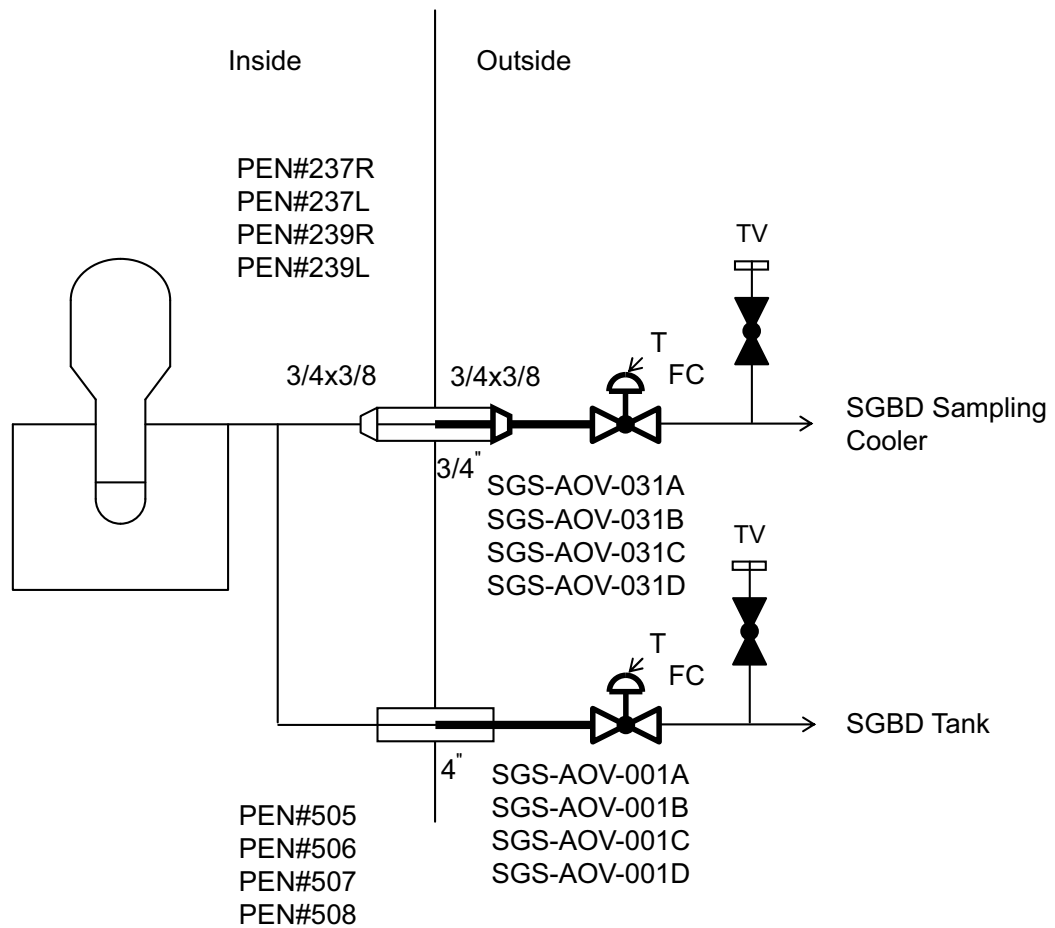 Inside
Outside
PEN#237R
PEN#237L
PEN#239R
PEN#239L
TV
T
FC
3/4x3/8
3/4x3/8
SGBD Sampling
Cooler
3/4"
SGS-AOV-031A
SGS-AOV-031B
SGS-AOV-031C
SGS-AOV-031D
TV
T
FC
SGBD Tank
4"
SGS-AOV-001A
SGS-AOV-001B
SGS-AOV-001C
SGS-AOV-001D
PEN#505
PEN#506
PEN#507
PEN#508